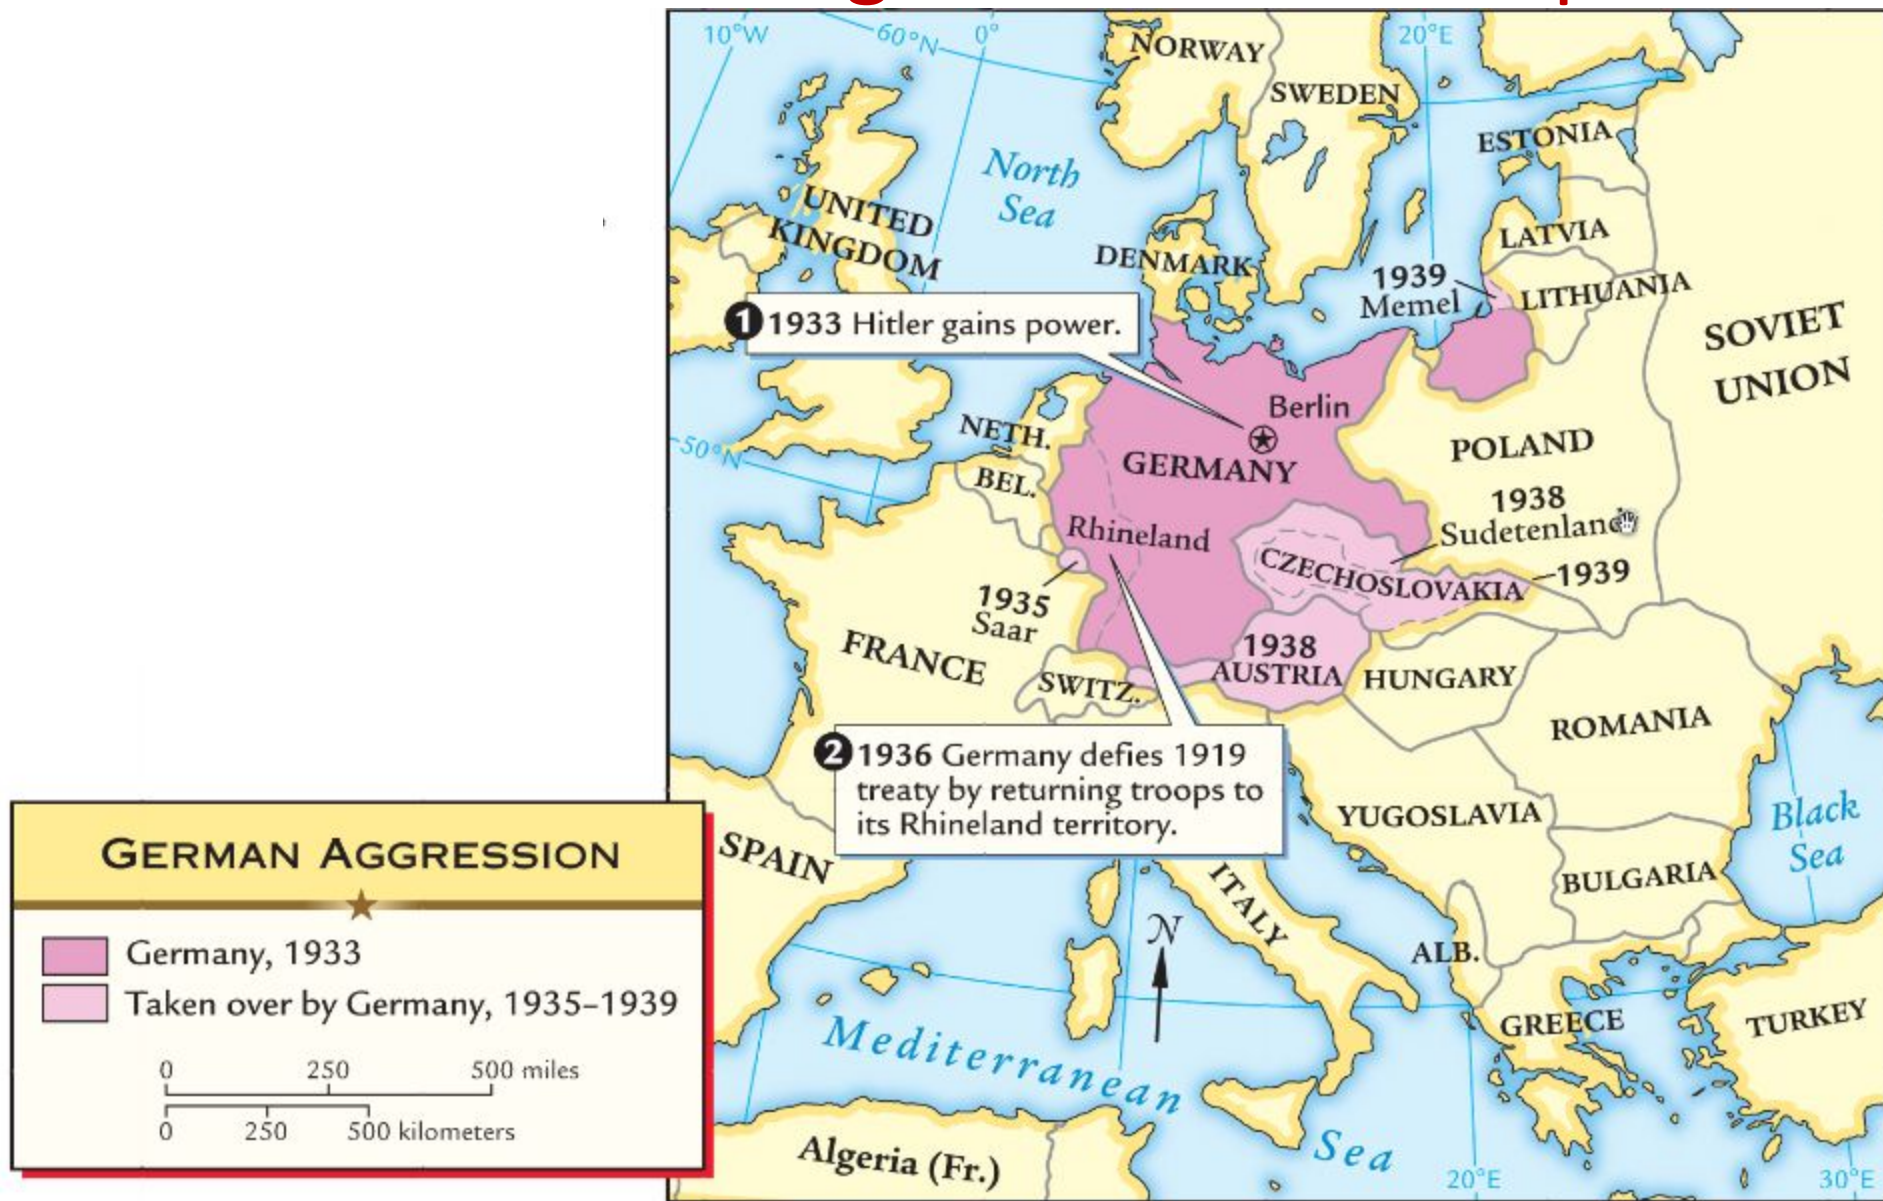 10°W
60°N
0°
20°E
NORWAY
SWEDEN
ESTONIA
North
Sea
UNITED
KINGDOM
DENMARK
LATVIA
1939
Memel
LITHUANIA
SOVIET
UNION
1 1933 Hitler gains power.
Berlin
NETH.
50°N
GERMANY
POLAND
BEL.
1938
Sudetenland
Rhineland
CZECHOSLOVAKIA
1939
1935
Saar
FRANCE
1938
AUSTRIA
HUNGARY
SWITZ.
ROMANIA
2 1936 Germany defies 1919
treaty by returning troops to
its Rhineland territory.
YUGOSLAVIA
Black
Sea
SPAIN
ITALY
BULGARIA
N
ALB.
GREECE
TURKEY
Mediterranean
Sea
Algeria (Fr.)
20°E
30°E
GERMAN AGGRESSION
Germany, 1933
Taken over by Germany, 1935–1939
0 250 500 miles
0 250 500 kilometers